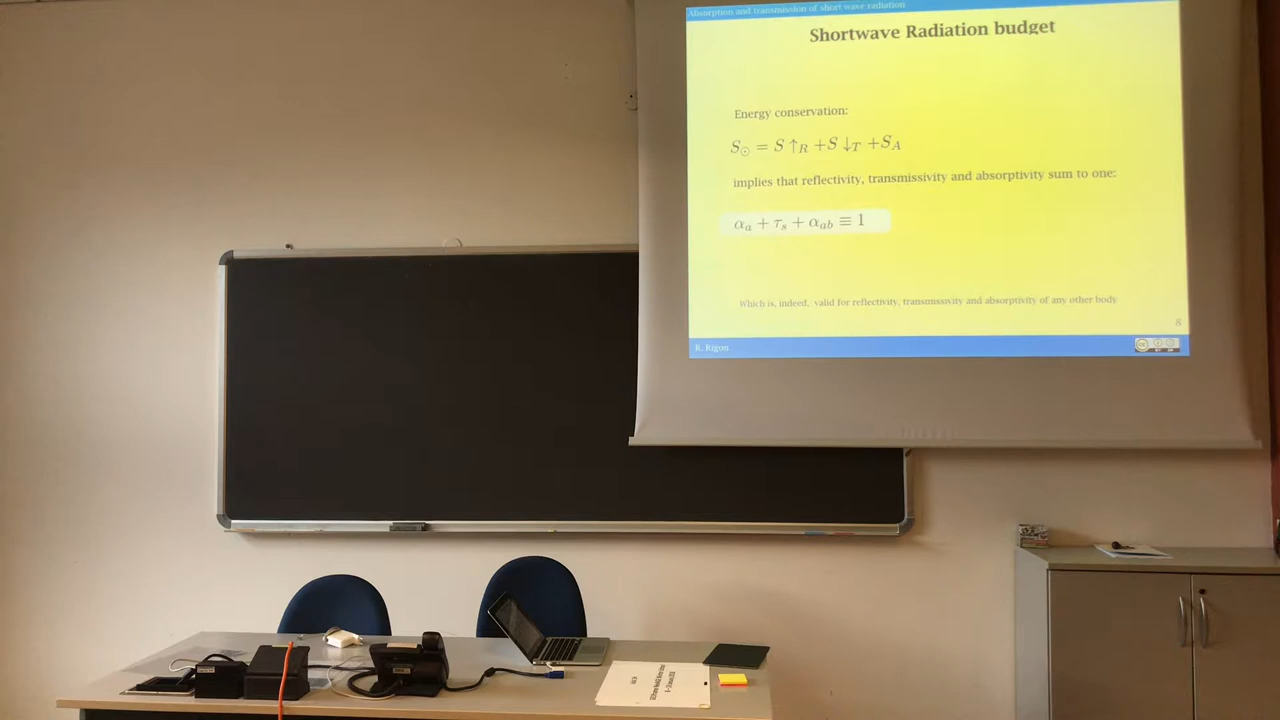 Absorption and transmission of short wave radiation
Shortwave Radiation budget
Energy conservation:
S☉ = S ↑R +S ↓T +SA
implies that reflectivity, transmissivity and absorptivity sum to one:
αa + τs + αab ≡ 1
Which is, indeed, valid for reflectivity, transmissivity and absorptivity of any other body
8
R. Rigon